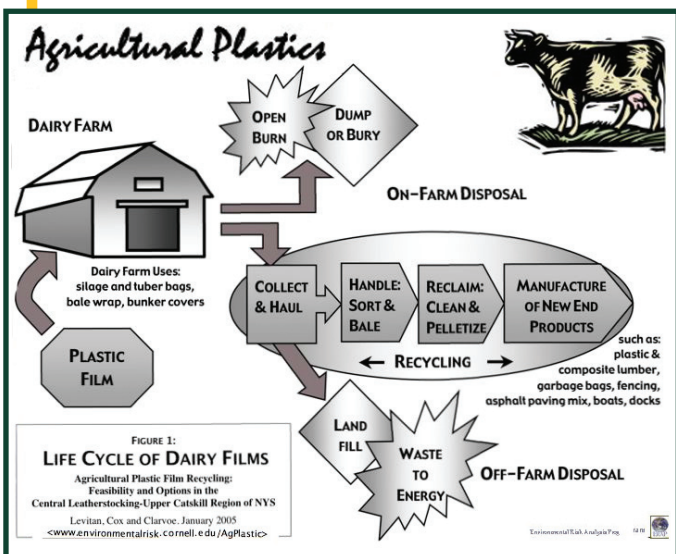 Agricultural Plastics
DAIRY FARM
OPEN
BURN
DUMP
OR BURY
ON-FARM DISPOSAL
Dairy Farm Uses:
silage and tuber bags,
bale wrap, bunker covers
PLASTIC
FILM
COLLECT
& HAUL
HANDLE:
SORT &
BALE
RECLAIM:
CLEAN &
PELLETIZE
MANUFACTURE
OF NEW END
PRODUCTS
RECYCLING
such as:
plastic &
composite lumber,
garbage bags, fencing,
asphalt paving mix, boats, docks
LAND
FILL
WASTE
TO
ENERGY
OFF-FARM DISPOSAL
FIGURE 1:
LIFE CYCLE OF DAIRY FILMS
Agricultural Plastic Film Recycling:
Feasibility and Options in the
Central Leatherstocking-Upper Catskill Region of NYS
Levitan, Cox and Clarvoe. January 2005
<www.environmentalrisk.cornell.edu/AgPlastic>
Environmental Risk Analysis Prog